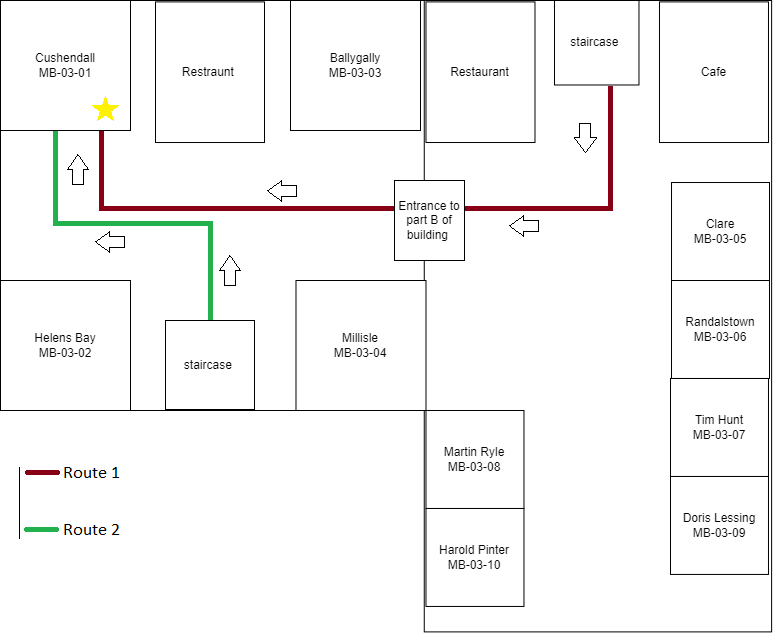 Cushendall
MB-03-01
Restraunt
Ballygally
MB-03-03
Restaurant
staircase
Cafe
Entrance to
part B of
building
Clare
MB-03-05
Helens Bay
MB-03-02
staircase
Millisle
MB-03-04
Randalstown
MB-03-06
Tim Hunt
MB-03-07
Martin Ryle
MB-03-08
Doris Lessing
MB-03-09
Harold Pinter
MB-03-10
Route 1
Route 2